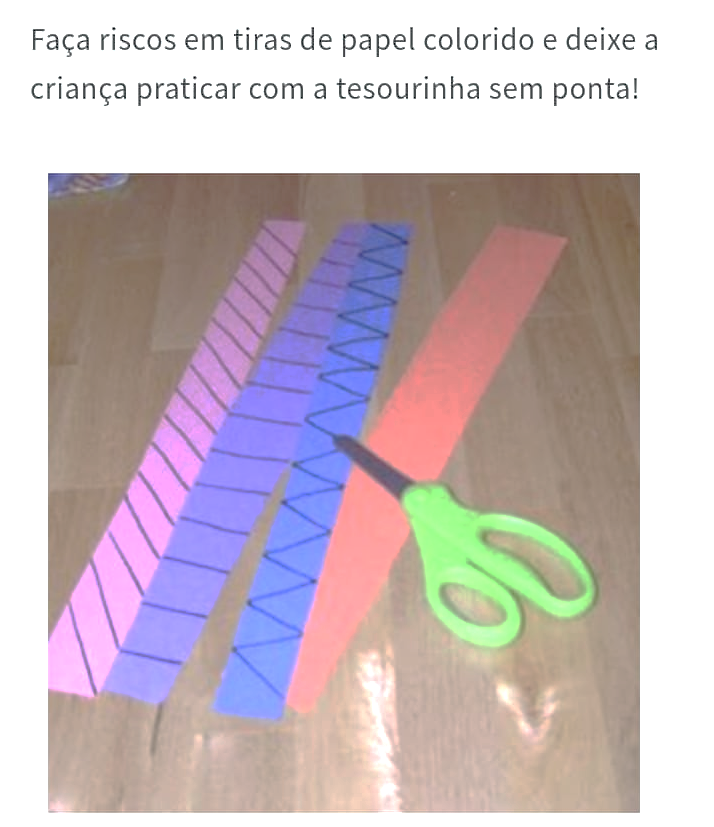 Faça riscos em tiras de papel colorido e deixe a
criança praticar com a tesourinha sem ponta!